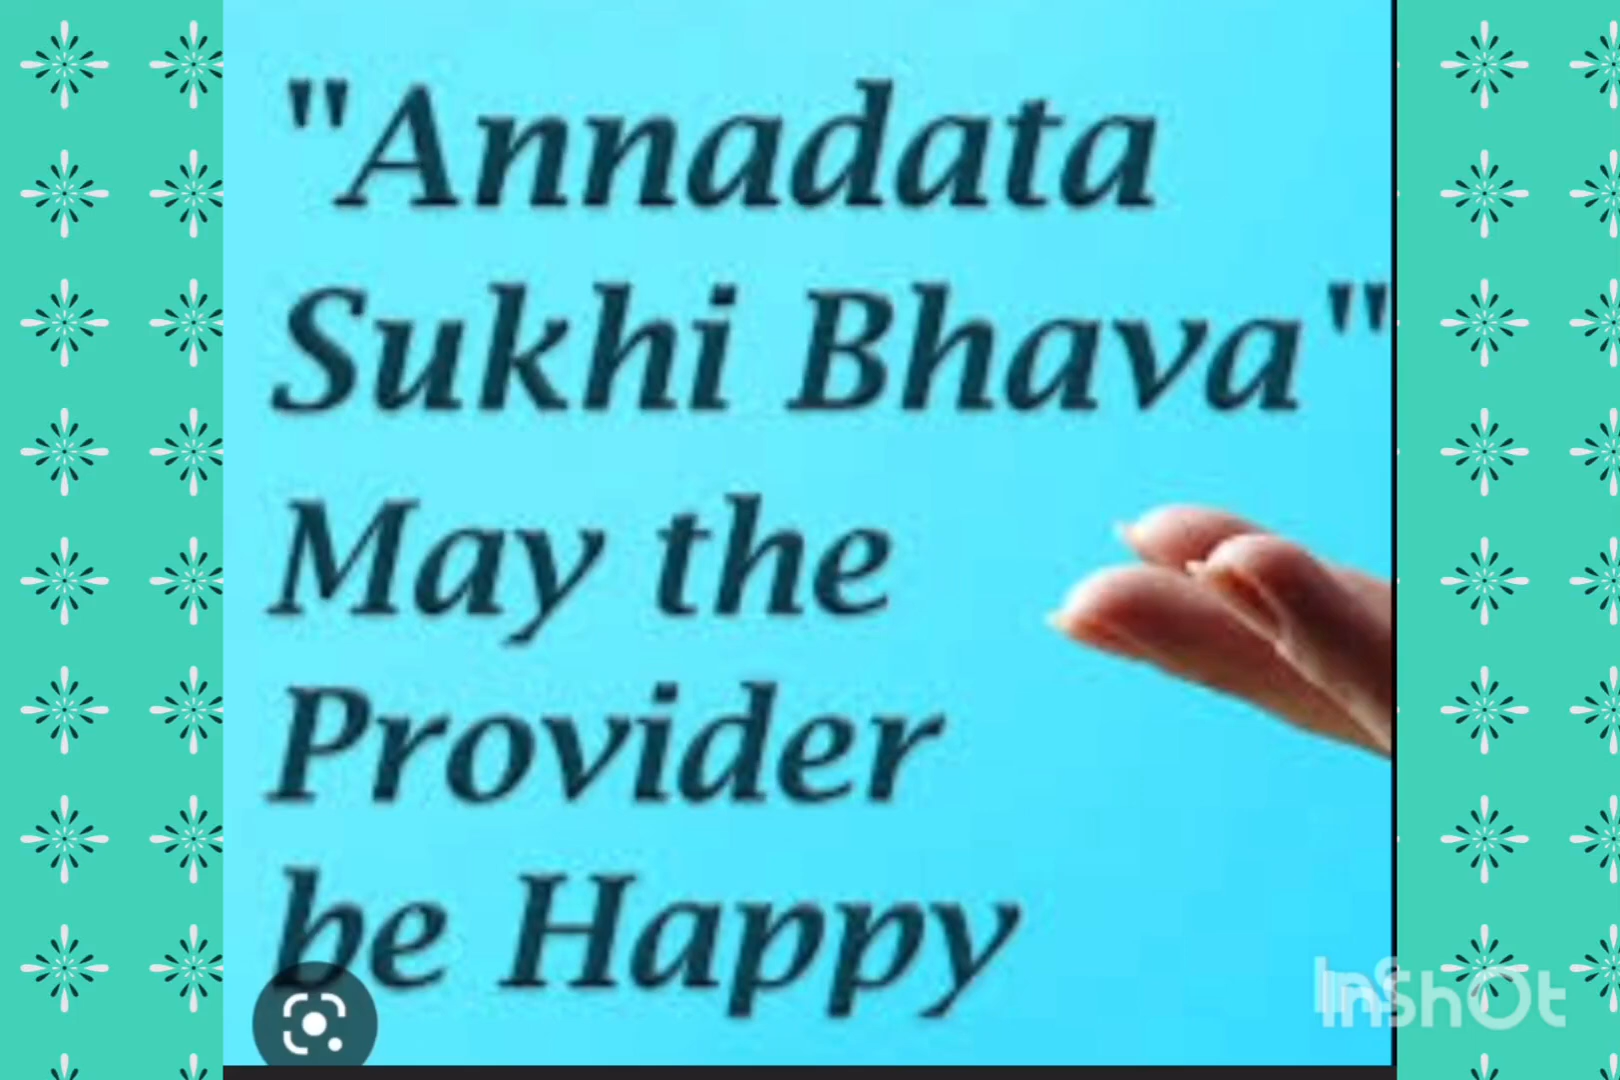 "Annadata
Sukhi Bhava"
May the
Provider
be Happy
InShOt